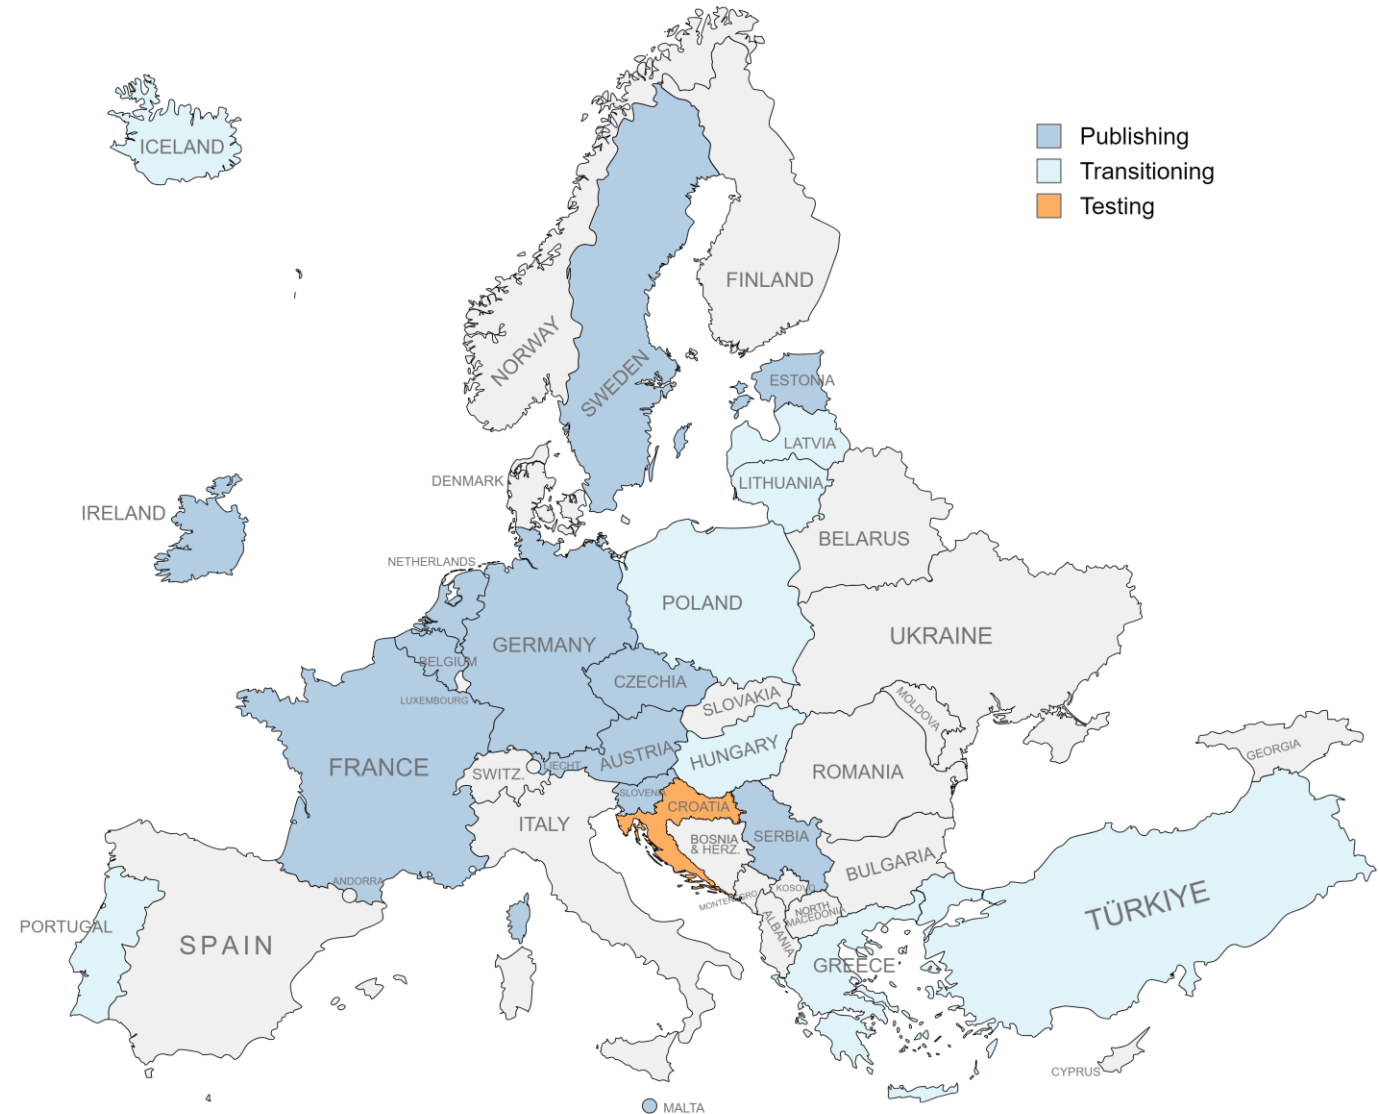 Publishing
Transitioning
Testing
ICELAND
FINLAND
NORWAY
SWEDEN
ESTONIA
LATVIA
DENMARK
LITHUANIA
IRELAND
BELARUS
NETHERLANDS
POLAND
UKRAINE
GERMANY
BELGIUM
CZECHIA
LUXEMBOURG
SLOVAKIA
MOLDOVA
HUNGARY
AUSTRIA
GEORGIA
FRANCE
LIECHT.
SWITZ.
ROMANIA
SLOVENIA
CROATIA
ITALY
SERBIA
BOSNIA
& HERZ.
BULGARIA
ANDORRA
KOSOVO
MONTENEGRO
NORTH
MACEDONIA
TÜRKIYE
PORTUGAL
ALBANIA
SPAIN
GREECE
CYPRUS
MALTA